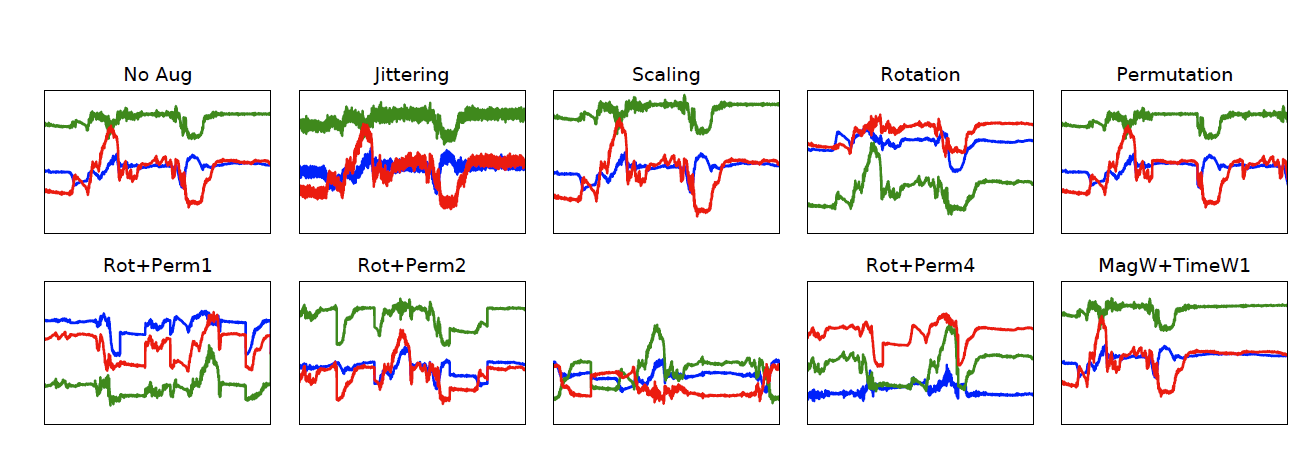 No Aug
Jittering
Scaling
Rotation
Permutation
Rot+Perm1
Rot+Perm2
Rot+Perm4
MagW+TimeW1